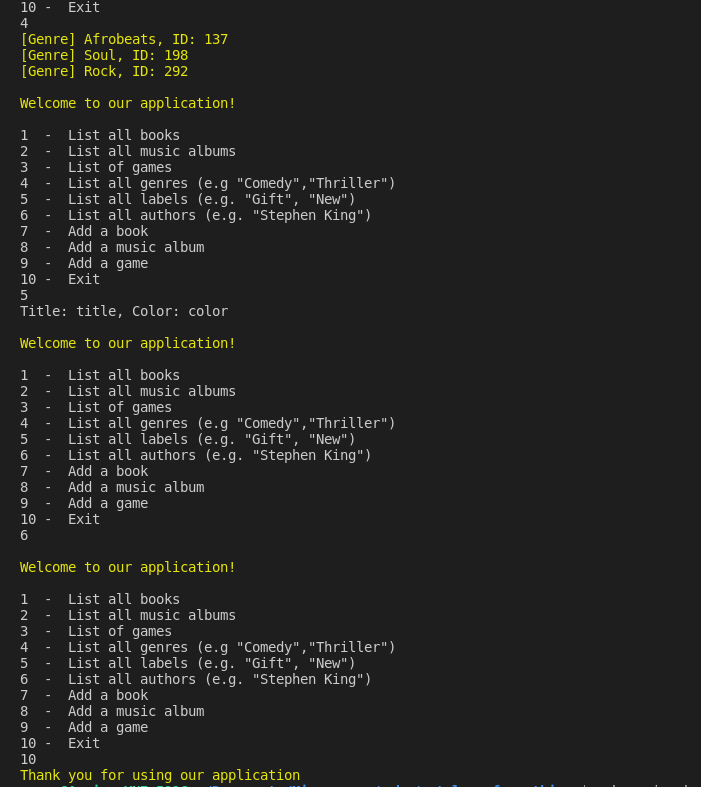 10 -  Exit
4
[Genre] Afrobeats, ID: 137
[Genre] Soul, ID: 198
[Genre] Rock, ID: 292
Welcome to our application!
1  -  List all books
2  -  List all music albums
3  -  List of games
4  -  List all genres (e.g "Comedy","Thriller")
5  -  List all labels (e.g. "Gift", "New")
6  -  List all authors (e.g. "Stephen King")
7  -  Add a book
8  -  Add a music album
9  -  Add a game
10 -  Exit
5
Title: title, Color: color
Welcome to our application!
1  -  List all books
2  -  List all music albums
3  -  List of games
4  -  List all genres (e.g "Comedy","Thriller")
5  -  List all labels (e.g. "Gift", "New")
6  -  List all authors (e.g. "Stephen King")
7  -  Add a book
8  -  Add a music album
9  -  Add a game
10 -  Exit
6
Welcome to our application!
1  -  List all books
2  -  List all music albums
3  -  List of games
4  -  List all genres (e.g "Comedy","Thriller")
5  -  List all labels (e.g. "Gift", "New")
6  -  List all authors (e.g. "Stephen King")
7  -  Add a book
8  -  Add a music album
9  -  Add a game
10 -  Exit
10
Thank you for using our application